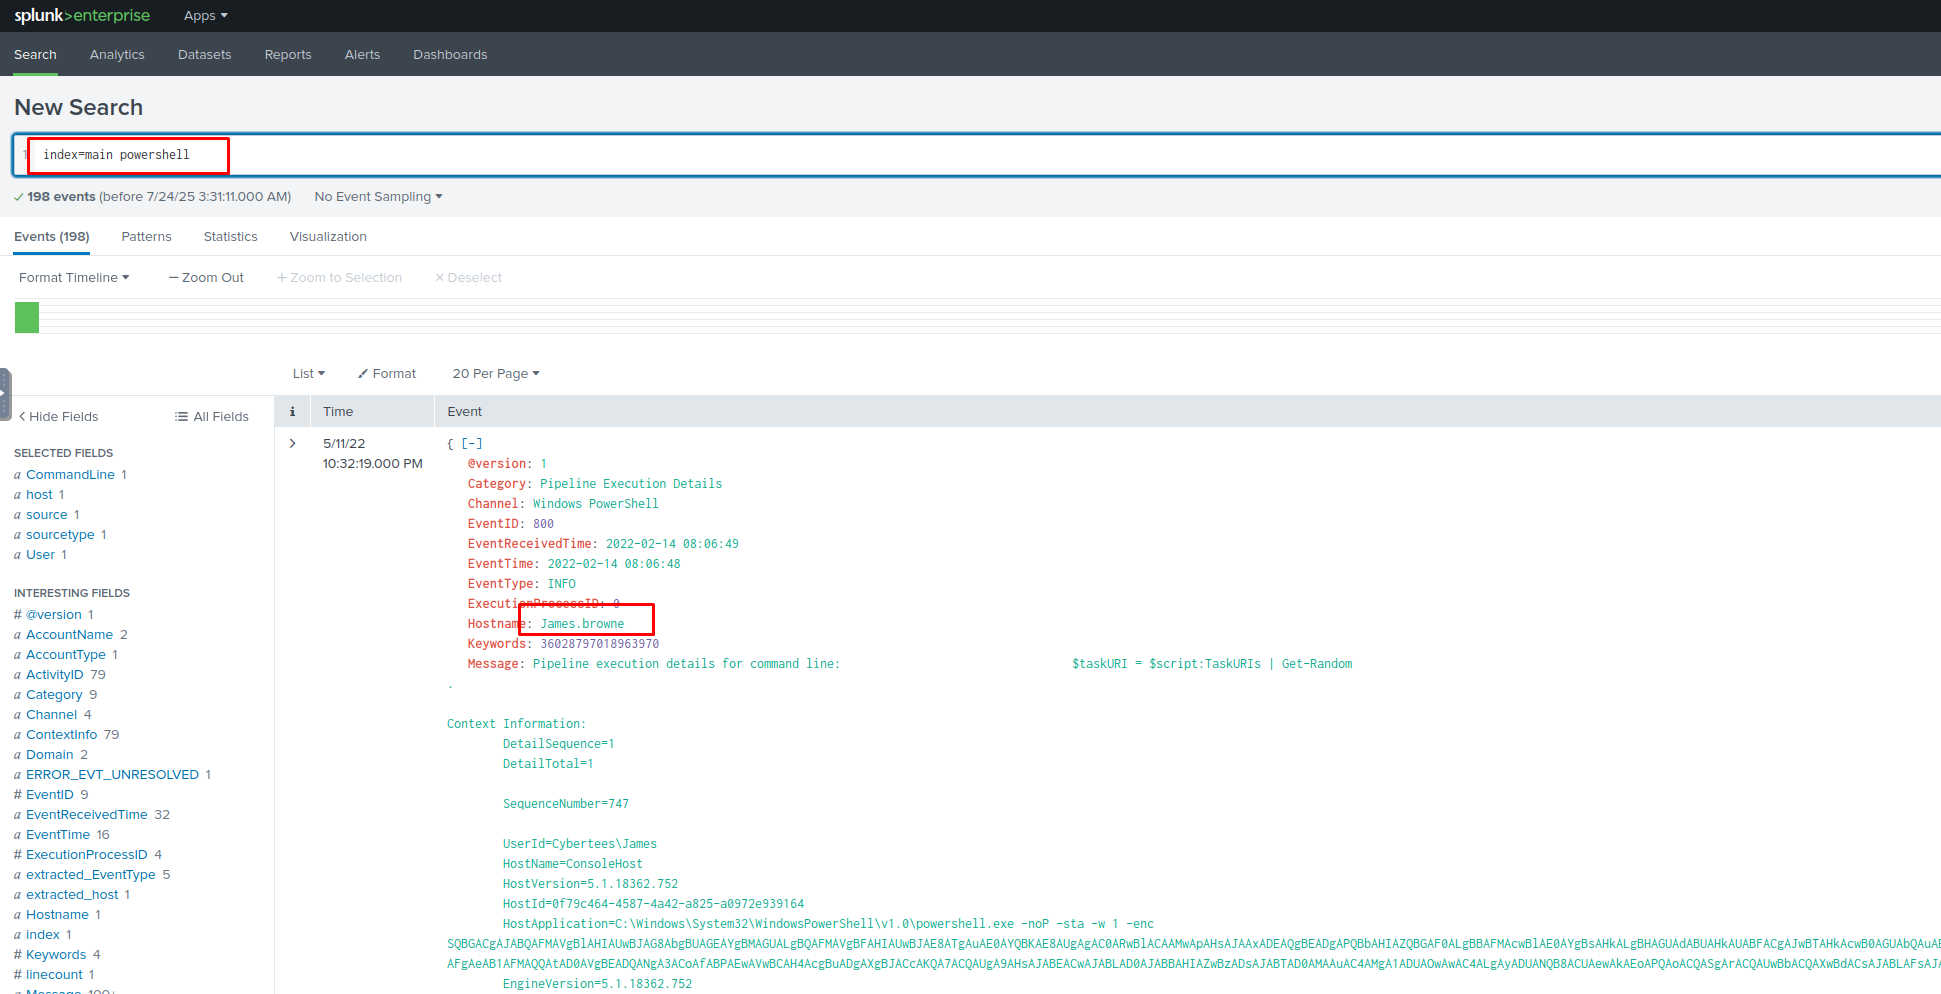 splunk>enterprise Apps
Search Analytics Datasets Reports Alerts Dashboards
New Search
1 index=main powershell
198 events (before 7/24/25 3:31:11.000 AM) No Event Sampling
Events (198) Patterns Statistics Visualization
Format Timeline — Zoom Out + Zoom to Selection × Deselect
List Format 20 Per Page
Hide Fields All Fields
SELECTED FIELDS
a CommandLine 1
a host 1
a source 1
a sourcetype 1
a User 1
INTERESTING FIELDS
# @version 1
a AccountName 2
a AccountType 1
a ActivityID 79
a Category 9
a Channel 4
a ContextInfo 79
a Domain 2
a ERROR_EVT_UNRESOLVED 1
# EventID 9
a EventReceivedTime 32
a EventTime 16
# ExecutionProcessID 4
a extracted_EventType 5
a extracted_host 1
a Hostname 1
a index 1
# Keywords 4
# linecount 1
a Message 100+
i Time Event
5/11/22
10:32:19.000 PM
{ [-]
@version: 1
Category: Pipeline Execution Details
Channel: Windows PowerShell
EventID: 800
EventReceivedTime: 2022-02-14 08:06:49
EventTime: 2022-02-14 08:06:48
EventType: INFO
ExecutionProcessID: 0
Hostname: James.browne
Keywords: 36028797018963970
Message: Pipeline execution details for command line: $taskURI = $script:TaskURIs | Get-Random
.
Context Information:
DetailSequence=1
DetailTotal=1
SequenceNumber=747
UserId=Cybertees\James
HostName=ConsoleHost
HostVersion=5.1.18362.752
HostId=0f79c464-4587-4a42-a825-a0972e939164
HostApplication=C:\Windows\System32\WindowsPowerShell\v1.0\powershell.exe -noP -sta -w 1 -enc
EngineVersion=5.1.18362.752